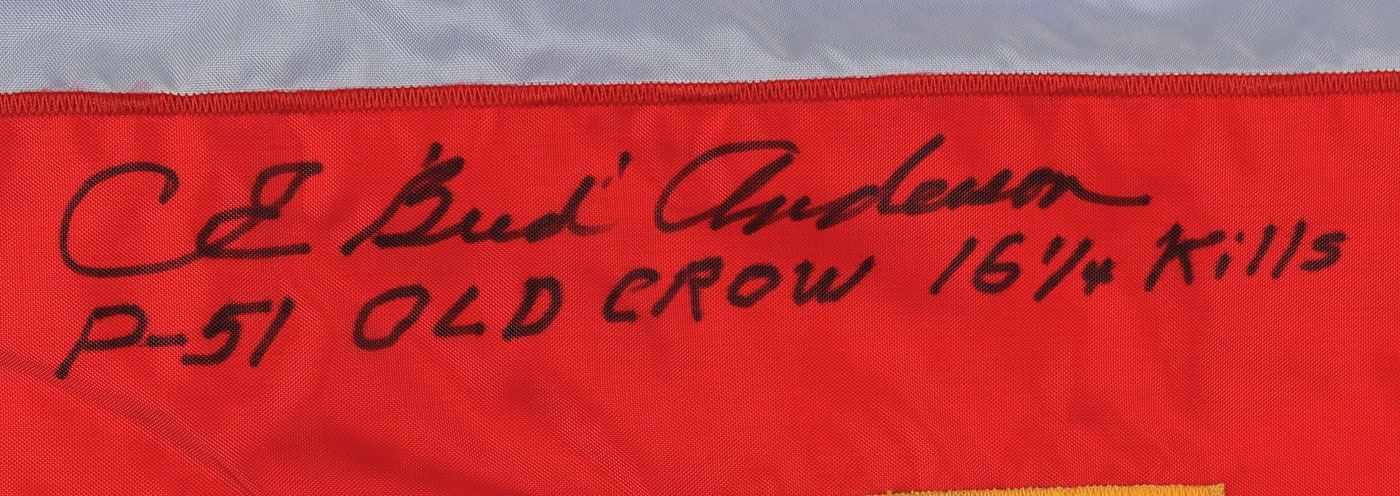 C E "Bud" Anderson
P-51 OLD CROW 16 1/4 Kills